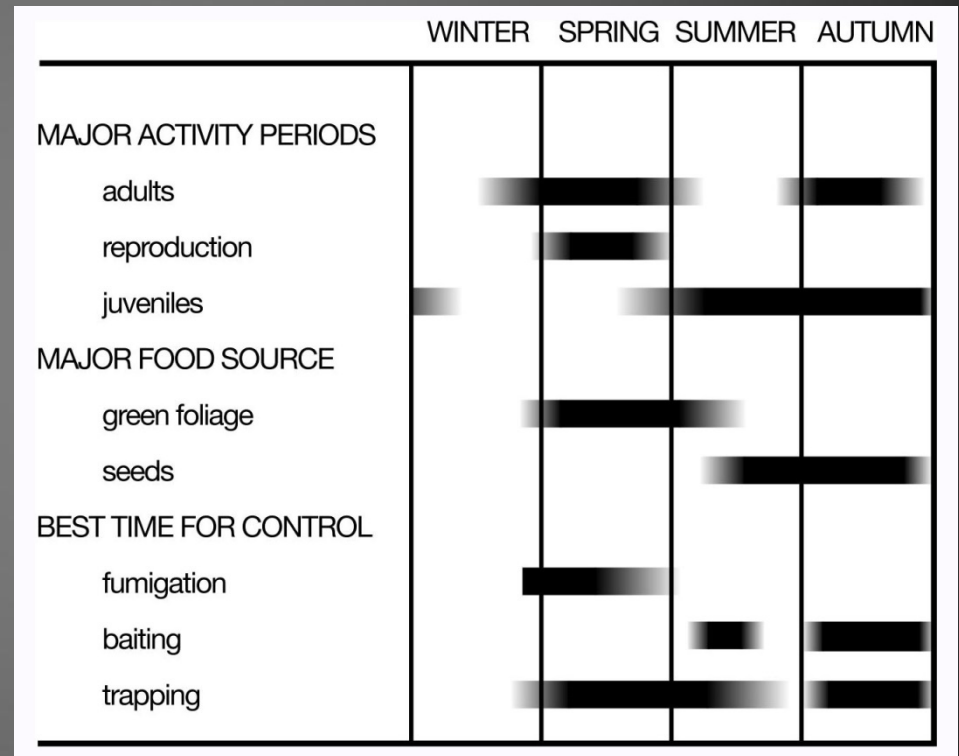 WINTER SPRING SUMMER AUTUMN
MAJOR ACTIVITY PERIODS
adults
reproduction
juveniles
MAJOR FOOD SOURCE
green foliage
seeds
BEST TIME FOR CONTROL
fumigation
baiting
trapping